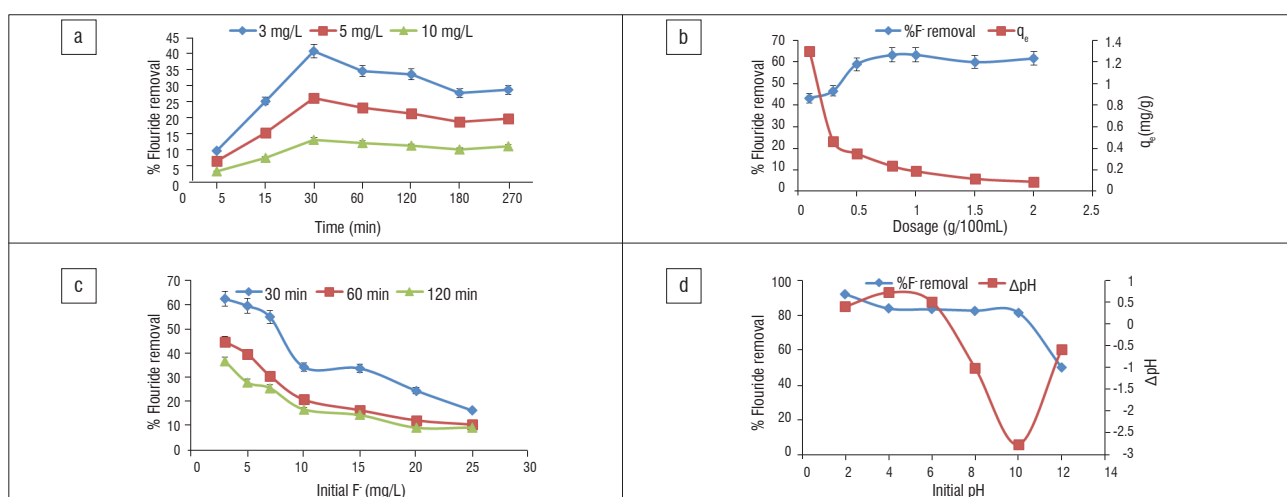 a
3 mg/L 5 mg/L 10 mg/L
% Flouride removal
45
40
35
30
25
20
15
10
5
0
5 15 30 60 120 180 270
Time (min)
b
%F- removal qe
% Flouride removal
70
60
50
40
30
20
10
0
1.4
1.2
1
0.8
0.6
0.4
0.2
0
qe(mg/g)
0 0.5 1 1.5 2 2.5
Dosage (g/100mL)
c
30 min 60 min 120 min
% Flouride removal
70
60
50
40
30
20
10
0
0 5 10 15 20 25 30
Initial F- (mg/L)
d
%F- removal ΔpH
% Flouride removal
100
80
60
40
20
0
1
0.5
0
-0.5
-1
-1.5
-2
-2.5
-3
ΔpH
0 2 4 6 8 10 12 14
Initial pH